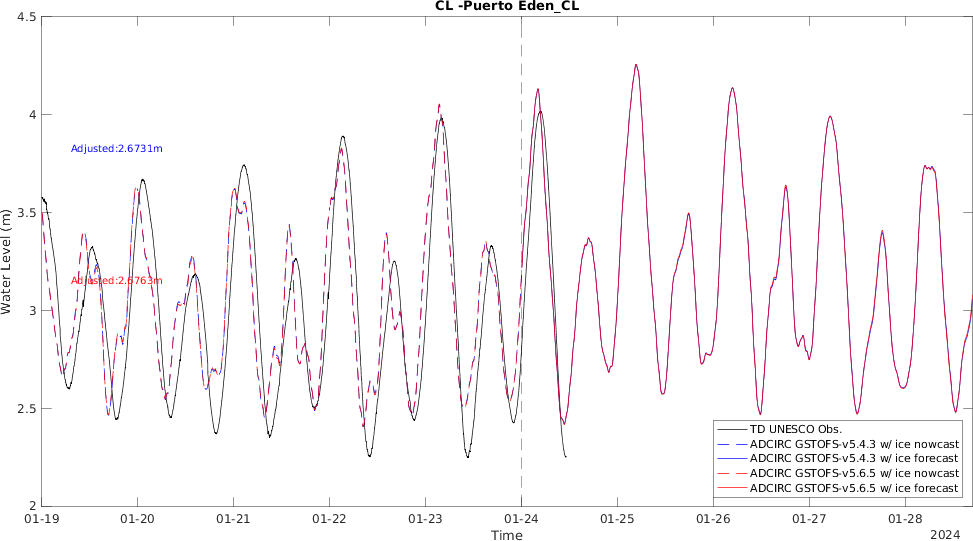 CL -Puerto Eden_CL
4.5
4
3.5
3
2.5
2
Water Level (m)
Adjusted:2.6731m
Adjusted:2.6763m
TD UNESCO Obs.
ADCIRC GSTOFS-v5.4.3 w/ ice nowcast
ADCIRC GSTOFS-v5.4.3 w/ ice forecast
ADCIRC GSTOFS-v5.6.5 w/ ice nowcast
ADCIRC GSTOFS-v5.6.5 w/ ice forecast
01-19 01-20 01-21 01-22 01-23 01-24 01-25 01-26 01-27 01-28
Time
2024